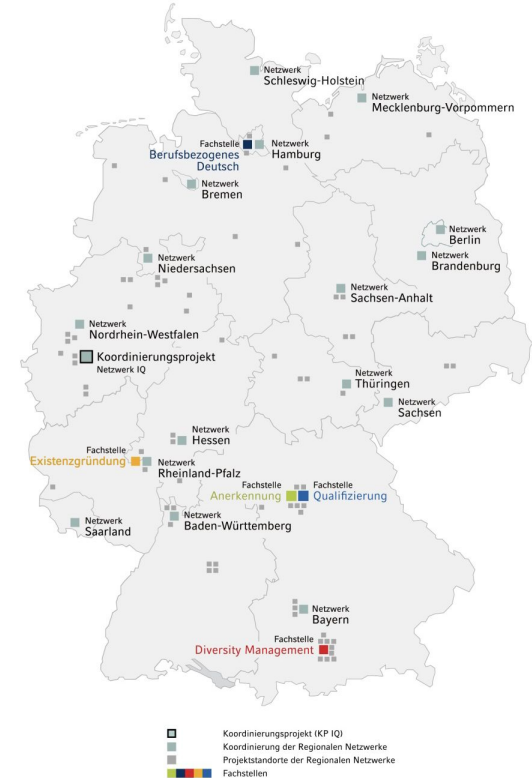 Netzwerk
Schleswig-Holstein
Netzwerk
Mecklenburg-Vorpommern
Fachstelle
Berufsbezogenes
Deutsch
Netzwerk
Hamburg
Netzwerk
Bremen
Netzwerk
Berlin
Netzwerk
Brandenburg
Netzwerk
Niedersachsen
Netzwerk
Sachsen-Anhalt
Netzwerk
Nordrhein-Westfalen
Koordinierungsprojekt
Netzwerk IQ
Netzwerk
Thüringen
Netzwerk
Sachsen
Netzwerk
Hessen
Fachstelle
Existenzgründung
Netzwerk
Rheinland-Pfalz
Fachstelle
Anerkennung
Fachstelle
Qualifizierung
Netzwerk
Saarland
Netzwerk
Baden-Württemberg
Netzwerk
Bayern
Fachstelle
Diversity Management
Koordinierungsprojekt (KP IQ)
Koordinierung der Regionalen Netzwerke
Projektstandorte der Regionalen Netzwerke
Fachstellen